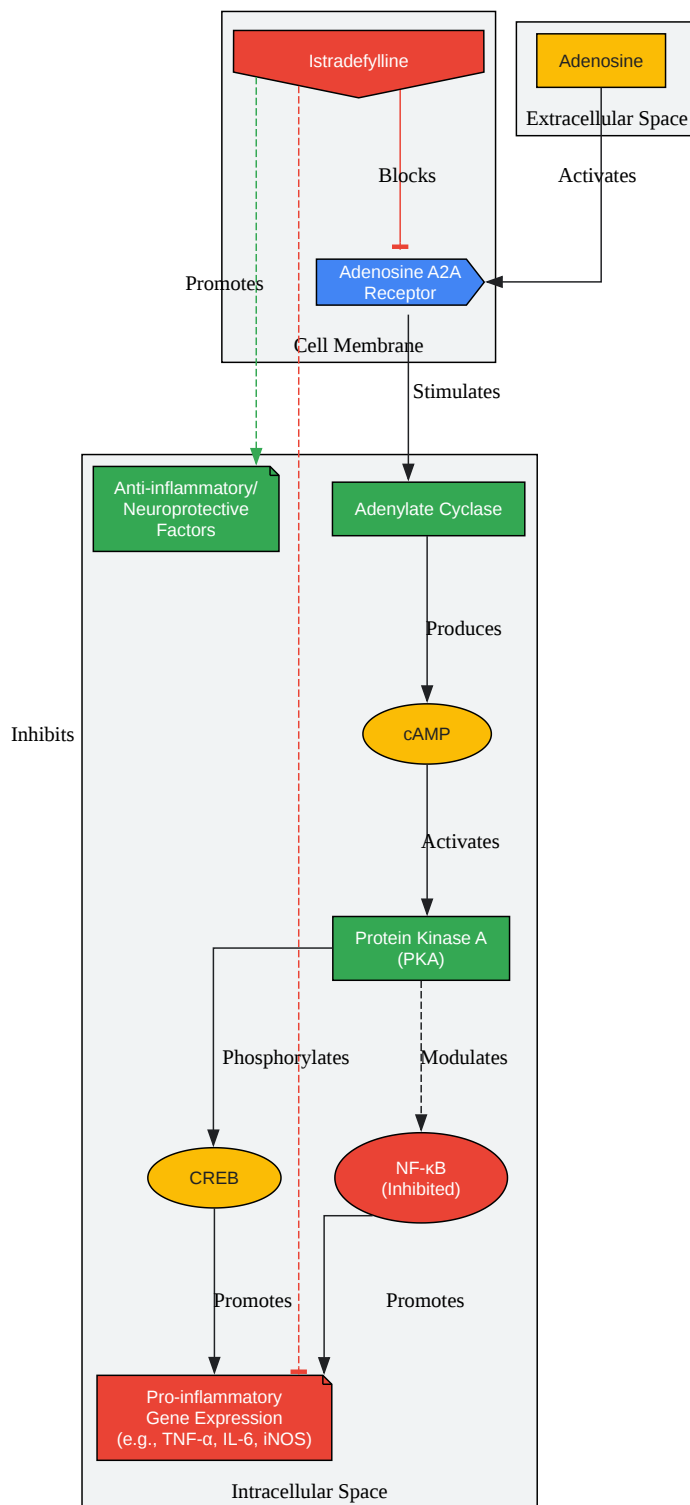 Istradefylline
Adenosine
Extracellular Space
Blocks
Activates
Adenosine A2A
Receptor
Promotes
Cell Membrane
Stimulates
Anti-inflammatory/
Neuroprotective
Factors
Adenylate Cyclase
Produces
Inhibits
cAMP
Activates
Protein Kinase A
(PKA)
Phosphorylates
Modulates
CREB
NF-κB
(Inhibited)
Promotes
Promotes
Pro-inflammatory
Gene Expression
(e.g., TNF-α, IL-6, iNOS)
Intracellular Space